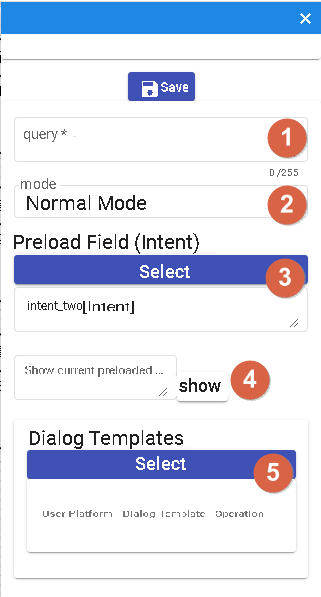 ×
Save
query * 1
0/255
mode
Normal Mode 2
Preload Field (Intent)
Select 3
intent_two[Intent]
Show current preloaded ...
show 4
Dialog Templates
Select 5
User Platform Dialog Template Operation